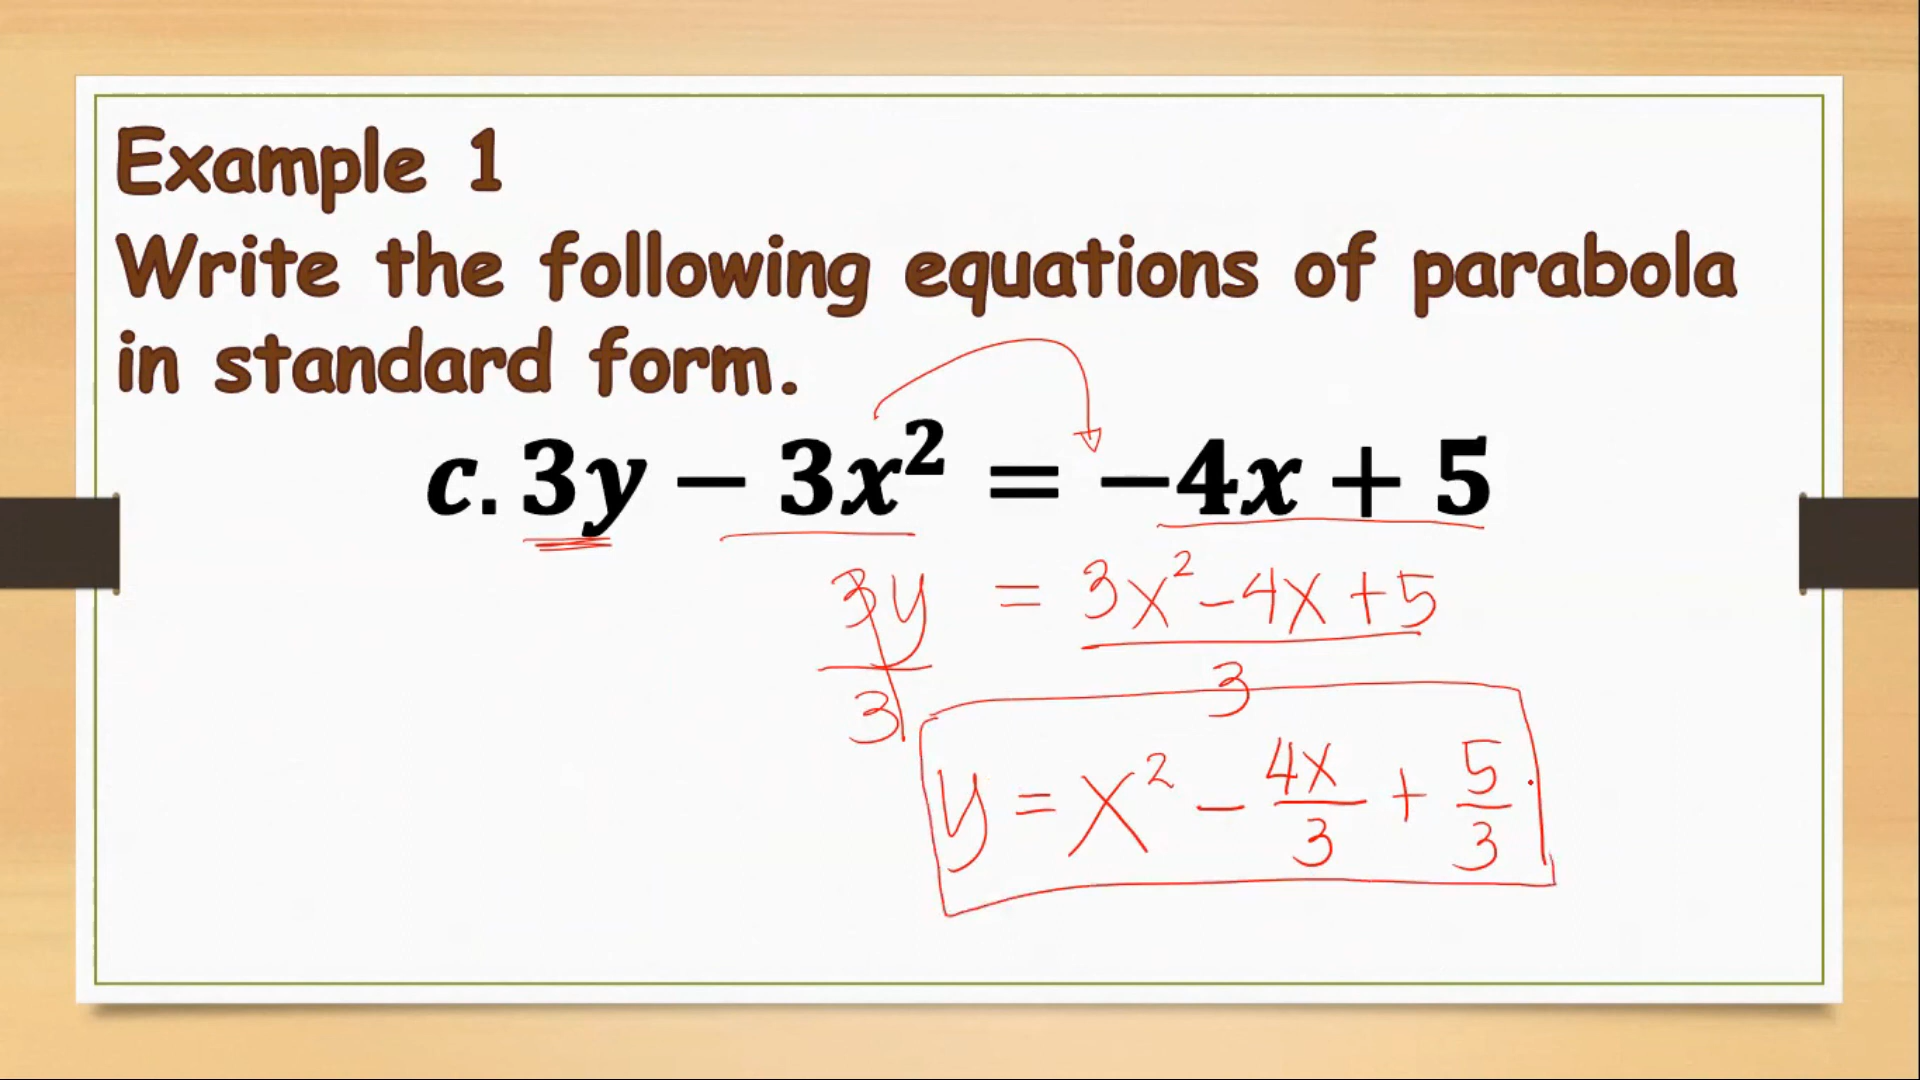 Example 1
Write the following equations of parabola
in standard form.
c. 3y − 3x² = −4x + 5
3y/3 = (3x² − 4x + 5)/3
y = x² − 4x/3 + 5/3